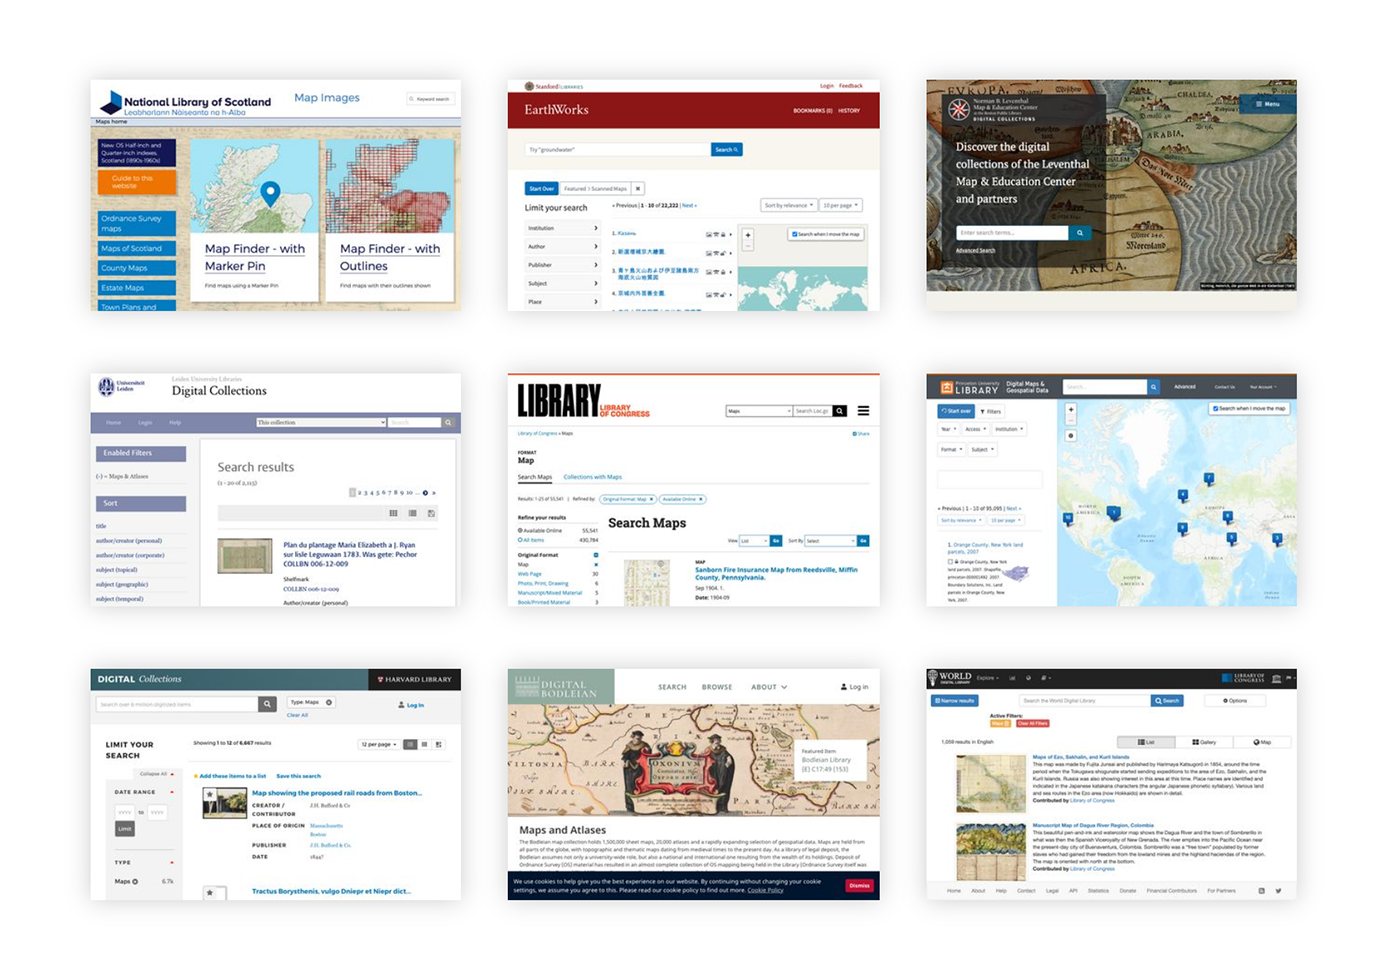 National Library of Scotland
Leabharlann Nàiseanta na h-Alba
Map Images
Keyword search
Maps home
New OS Half-Inch and
Quarter-Inch indexes,
Scotland (1890s-1960s)
Guide to this
website
Ordnance Survey
maps
Maps of Scotland
County Maps
Estate Maps
Town Plans and
Map Finder - with
Marker Pin
Find maps using a Marker Pin
Map Finder - with
Outlines
Find maps with their outlines shown
Stanford LIBRARIES
Login Feedback
EarthWorks
BOOKMARKS (0) HISTORY
Try "groundwater"
Search
Start Over
Featured > Scanned Maps
Limit your search
« Previous | 1 - 10 of 22,222 | Next »
Sort by relevance
10 per page
Institution
Author
Publisher
Subject
Place
1. Казань
Search when I move the map
Norman B. Leventhal
Map & Education Center
at the Boston Public Library
DIGITAL COLLECTIONS
Menu
Discover the digital
collections of the Leventhal
Map & Education Center
and partners
Enter search terms...
Advanced Search
CHALDEA,
ARABIA,
AFRICA.
Universiteit
Leiden
Leiden University Libraries
Digital Collections
Home Login Help
This collection
Search
Enabled Filters
(-) = Maps & Atlases
Sort
title
author/creator (personal)
author/creator (corporate)
subject (topical)
subject (geographic)
subject (temporal)
Search results
(1 - 20 of 2,113)
1 2 3 4 5 6 7 8 9 10 ...
Plan du plantage Maria Elizabeth a J. Ryan
sur lisle Leguwaan 1783. Was gete: Pechor
COLLBN 006-12-009
Shelfmark
COLLBN 006-12-009
Author/creator (personal)
LIBRARY
LIBRARY
OF CONGRESS
Maps
Search Loc.gov
Library of Congress » Maps
Share
FORMAT
Map
Search Maps
Collections with Maps
Results: 1-25 of 55,541 | Refined by:
Original Format: Map
Available Online
Refine your results
Available Online 55,541
All Items 430,784
Original Format
Map
Web Page 30
Photo, Print, Drawing 6
Manuscript/Mixed Material 5
Book/Printed Material 3
Search Maps
View List Go
Sort By Select Go
MAP
Sanborn Fire Insurance Map from Reedsville, Miffin
County, Pennsylvania.
Sep 1904. 1.
Date: 1904-09
Princeton University
LIBRARY
Digital Maps &
Geospatial Data
Search...
Advanced
Contact Us
Your Account
Start over
Filters
Year
Access
Institution
Format
Subject
« Previous | 1 - 10 of 95,095 | Next »
Sort by relevance
10 per page
1. Orange County, New York land
parcels, 2007
Orange County, New York
land parcels, 2007. Shapefile.
Boundary Solutions, Inc. Land
parcels in Orange County, New
York, 2007.
Search when I move the map
NORTH
AMERICA
EUROPE
AFRICA
SOUTH
AMERICA
Atlantic
Ocean
Indian
Ocean
DIGITAL Collections
HARVARD LIBRARY
Search over 6 million digitized items
Type: Maps
Clear All
Log In
LIMIT YOUR
SEARCH
Collapse All
DATE RANGE
YYYY to YYYY
Limit
TYPE
Maps 6.7k
Showing 1 to 12 of 6,667 results
12 per page
Add these items to a list
Save this search
Map showing the proposed rail roads from Boston...
CREATOR /
CONTRIBUTOR
J.H. Bufford & Co
PLACE OF ORIGIN
Massachusetts
Boston
PUBLISHER
J.H. Bufford & Co.
DATE
1844?
Tractus Borysthenis, vulgo Dniepr et Niepr dict...
DIGITAL
BODLEIAN
SEARCH BROWSE ABOUT
Log in
OXONIVM
Featured Item
Bodleian Library
(E) C17:49 (153)
Maps and Atlases
The Bodleian map collection holds 1,500,000 sheet maps, 20,000 atlases and a rapidly expanding selection of geospatial data. Maps are held from
all parts of the globe, with topographic and thematic maps dating from medieval times to the present day. As a library of legal deposit, the
Bodleian assumes not only a university-wide role, but also a national and international one resulting from the wealth of its holdings. Deposit of
Ordnance Survey [OS] material has resulted in an almost complete collection of OS mapping being held in the Library (Ordnance Survey itself was
We use cookies to help give you the best experience on our website. By continuing without changing your cookie
settings, we assume you agree to this. Please read our cookie policy to find out more. Cookie Policy
Dismiss
WORLD
DIGITAL LIBRARY
Explore
LIBRARY OF
CONGRESS
Narrow results
Search the World Digital Library
Search
Options
Active Filters:
Maps
Clear All Filters
1,059 results in English
List
Gallery
Map
Maps of Ezo, Sakhalin, and Kuril Islands
This map was made by Fujita Junsai and published by Harimaya Katsugorō in 1854, around the time
period when the Tokugawa shogunate started sending expeditions to the area of Ezo, Sakhalin, and the
Kuril Islands. Russia was also showing interest in this area at this time. Place names are identified and
indicated in the Japanese katakana characters (the angular Japanese phonetic syllabary). Various land
and sea routes in the Ezo area (now Hokkaido) are shown in detail.
Contributed by Library of Congress
Manuscript Map of Dagua River Region, Colombia
This beautiful pen-and-ink and watercolor map shows the Dagua River and the town of Sombrerillo in
what was then the Spanish Viceroyalty of New Grenada. The river empties into the Pacific Ocean near
the present-day city of Buenaventura, Colombia. Sombrerillo was a "free town" populated by former
slaves who had gained their freedom from the lowland mines and the highland haciendas of the region.
The map is oriented with north at the bottom.
Contributed by Library of Congress
Home About Help Contact Legal API Statistics Donate Financial Contributors For Partners